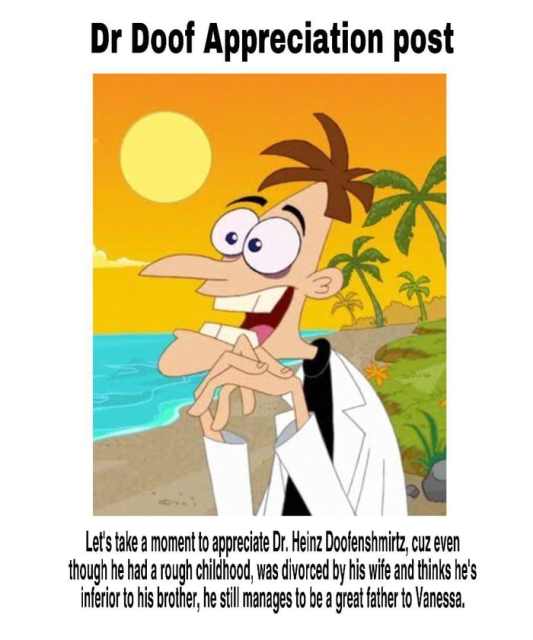 Dr Doof Appreciation post
Let's take a moment to appreciate Dr. Heinz Doofenshmirtz, cuz even
though he had a rough childhood, was divorced by his wife and thinks he's
inferior to his brother, he still manages to be a great father to Vanessa.